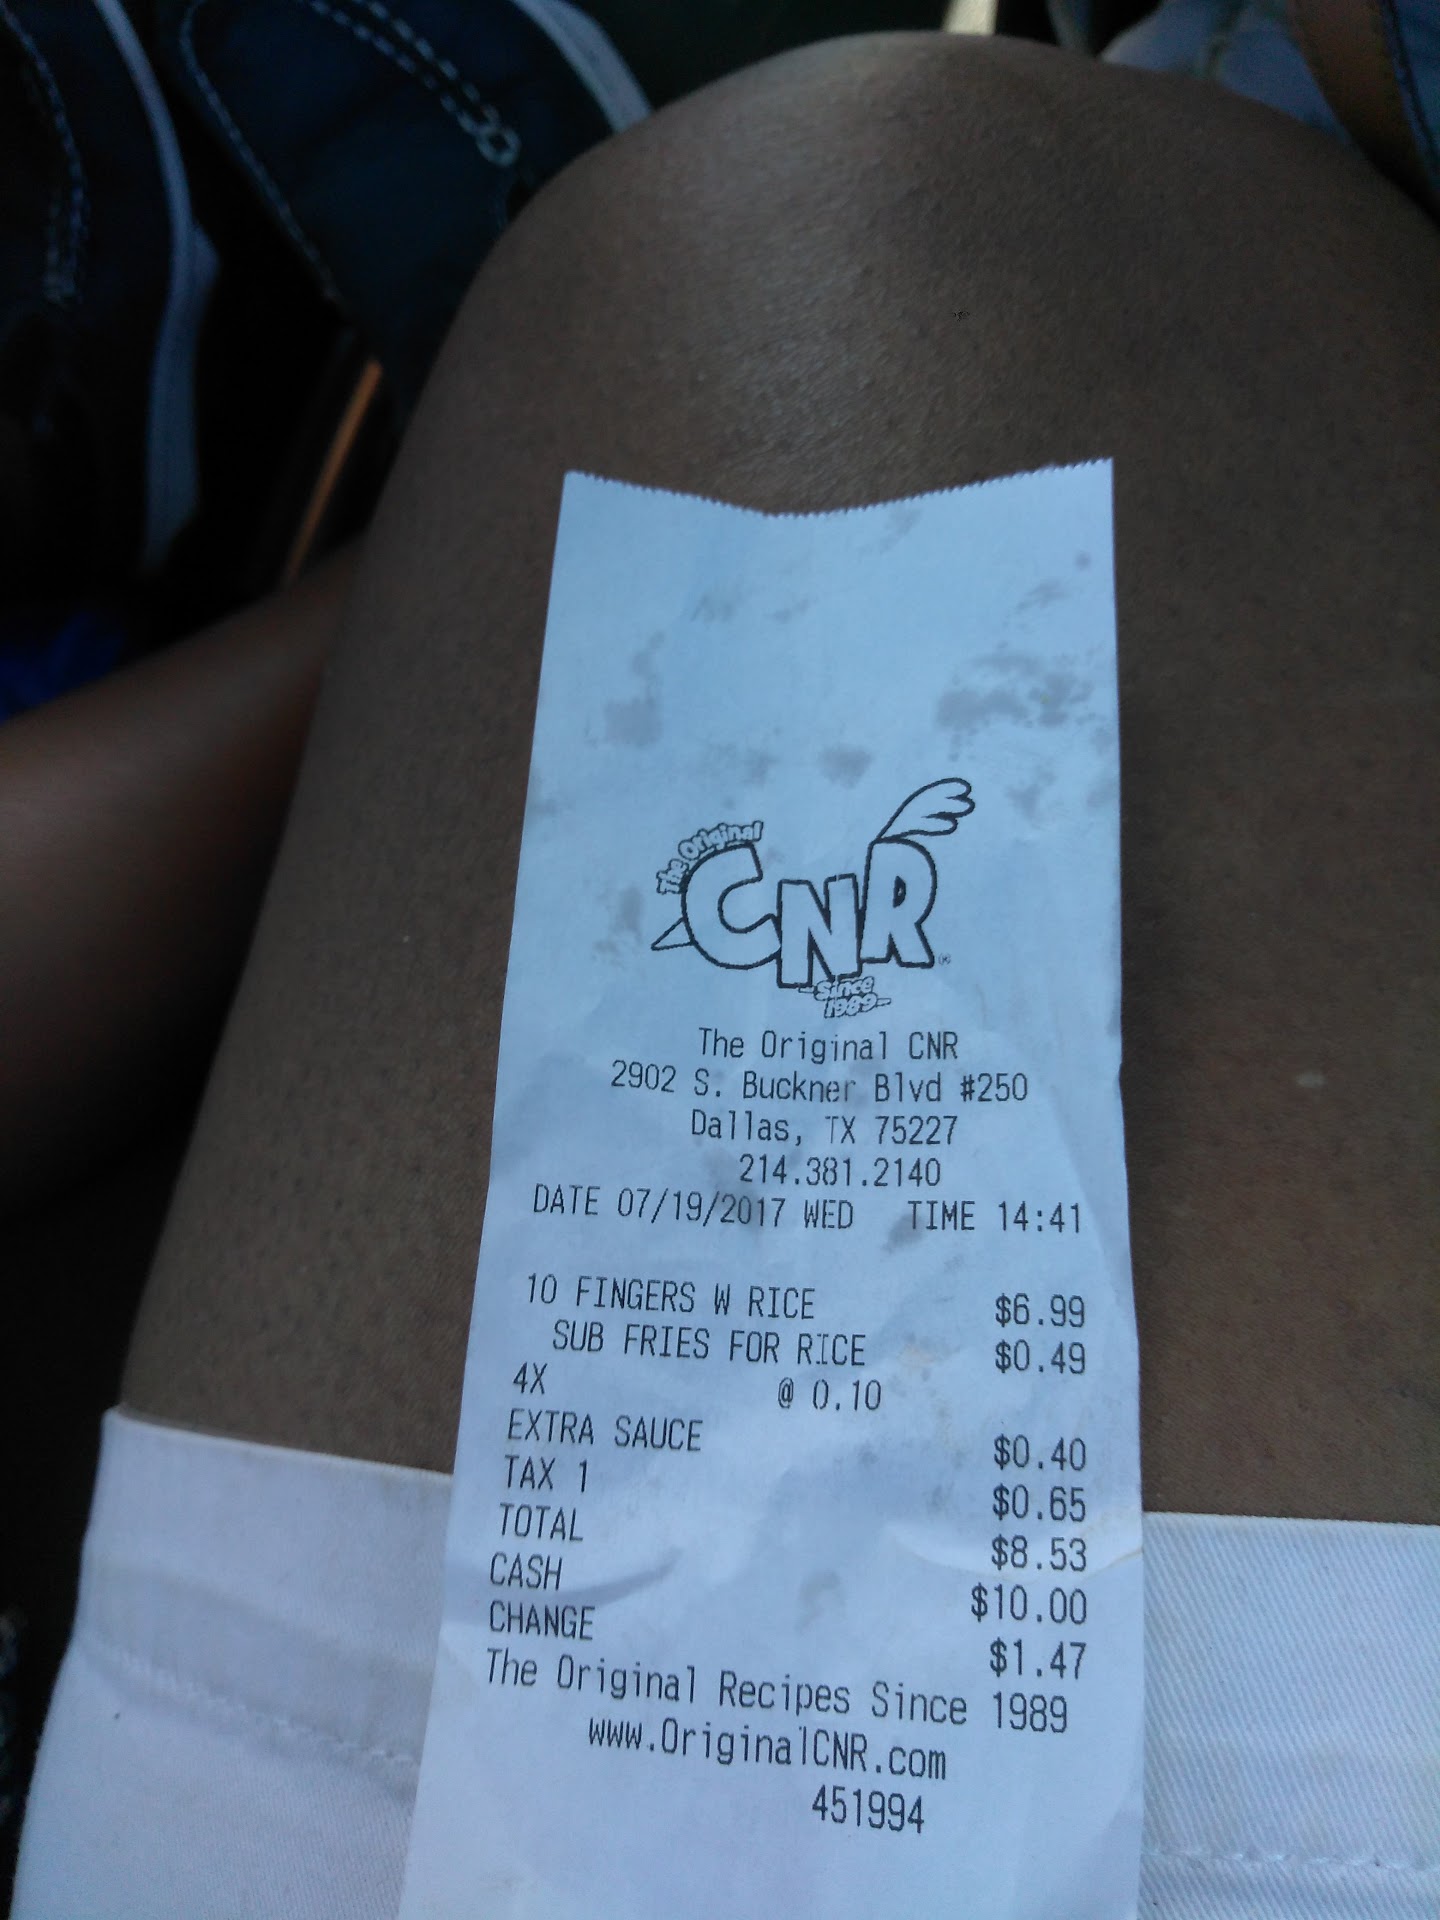 The Original
CNR
Since
1989
The Original CNR
2902 S. Buckner Blvd #250
Dallas, TX 75227
214.381.2140
DATE 07/19/2017 WED TIME 14:41
10 FINGERS W RICE $6.99
SUB FRIES FOR RICE $0.49
4X @ 0.10
EXTRA SAUCE $0.40
TAX 1 $0.65
TOTAL $8.53
CASH $10.00
CHANGE $1.47
The Original Recipes Since 1989
www.OriginalCNR.com
451994